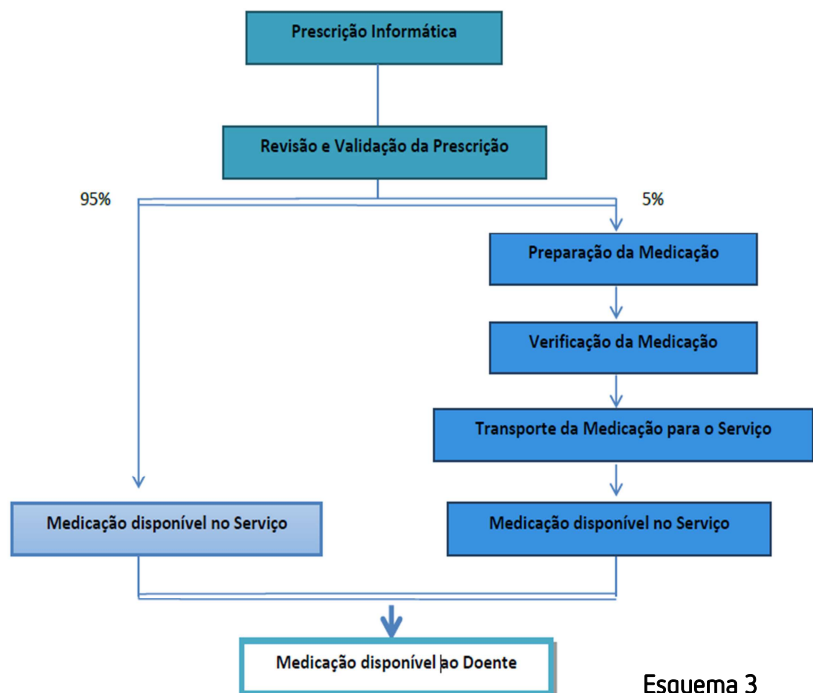 Prescrição Informática
Revisão e Validação da Prescrição
95%
5%
Preparação da Medicação
Verificação da Medicação
Transporte da Medicação para o Serviço
Medicação disponível no Serviço
Medicação disponível no Serviço
Medicação disponível ao Doente
Esquema 3